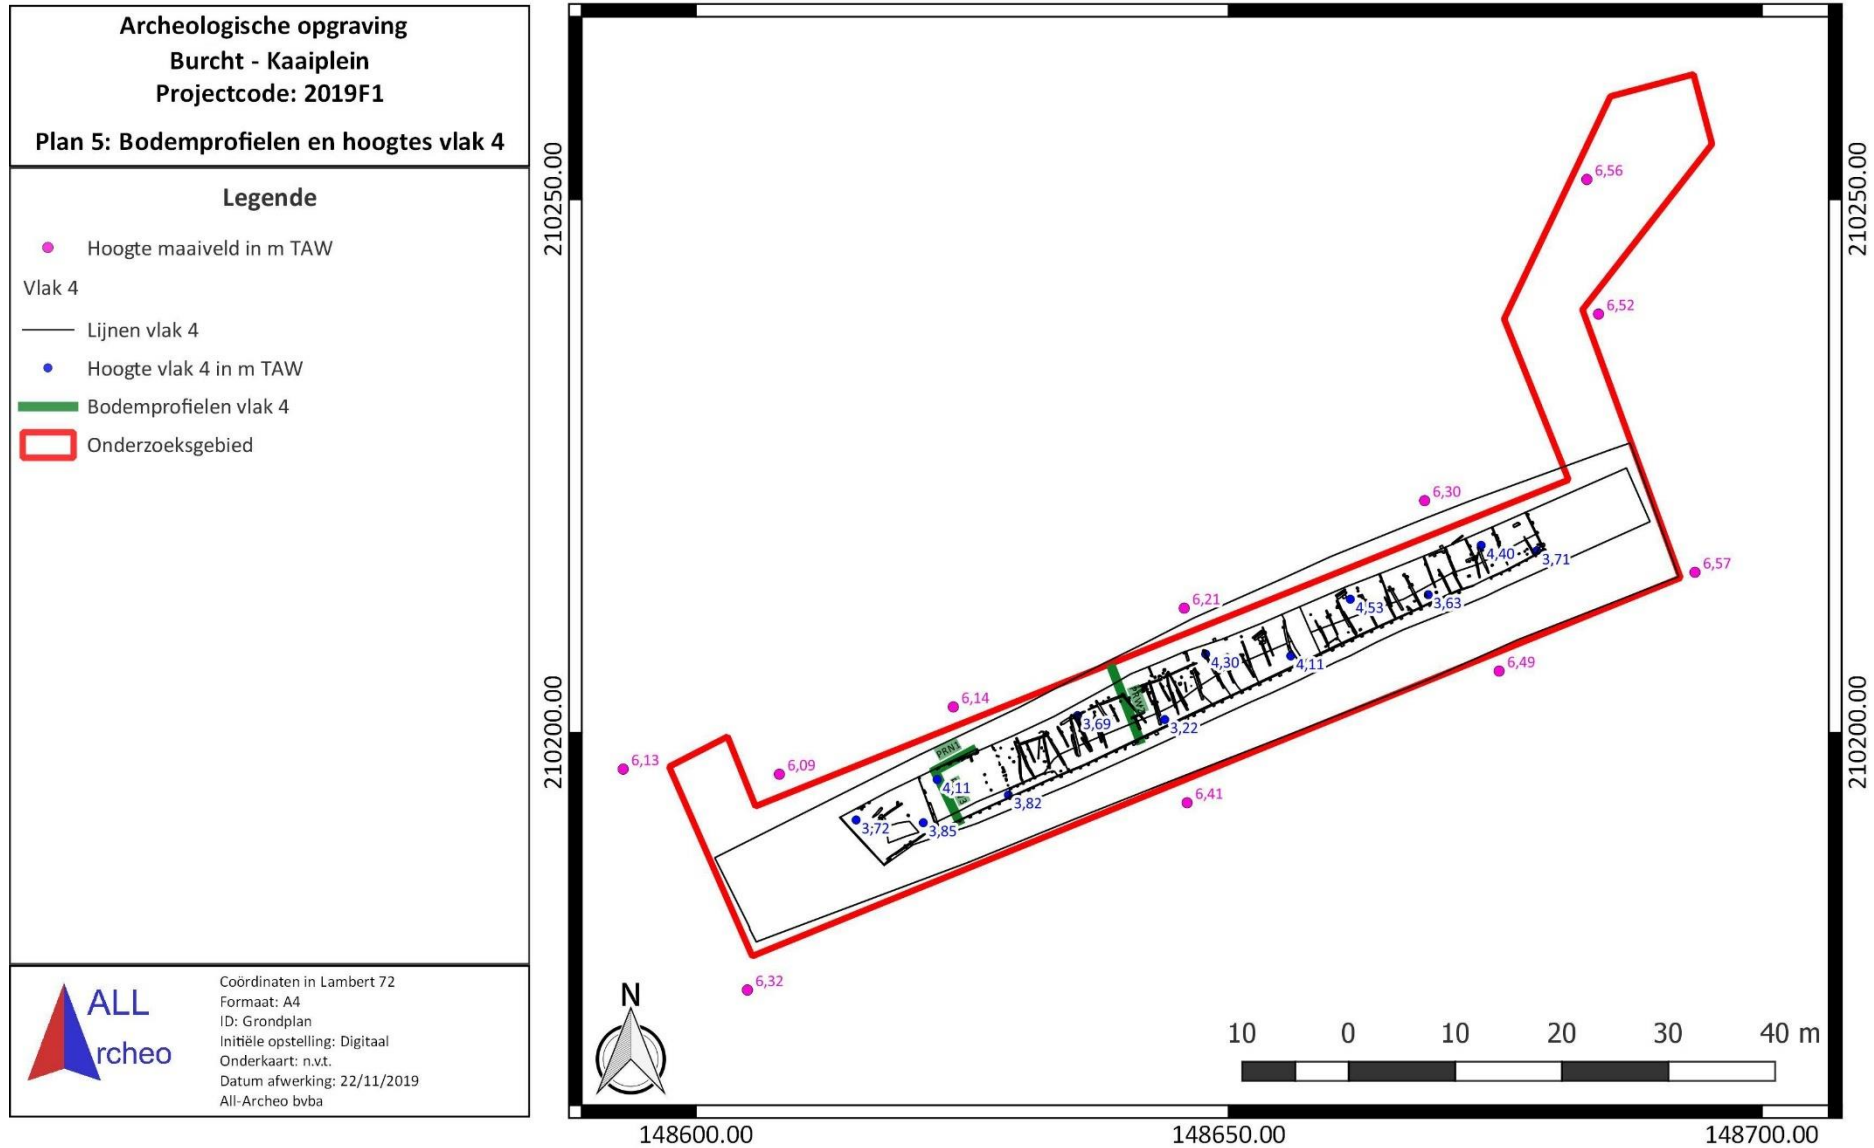 Archeologische opgraving
Burcht - Kaaiplein
Projectcode: 2019F1
Plan 5: Bodemprofielen en hoogtes vlak 4
Legende
Hoogte maaiveld in m TAW
Vlak 4
Lijnen vlak 4
Hoogte vlak 4 in m TAW
Bodemprofielen vlak 4
Onderzoeksgebied
ALL
rcheo
Coördinaten in Lambert 72
Formaat: A4
ID: Grondplan
Initiële opstelling: Digitaal
Onderkaart: n.v.t.
Datum afwerking: 22/11/2019
All-Archeo bvba
210250.00
210250.00
6,56
6,52
6,30
4,40
3,71
6,57
6,21
4,53
3,63
4,30
4,11
6,49
6,14
3,69
3,22
210200.00
210200.00
PRN1
6,13
6,09
4,11
3,82
6,41
3;72
3,85
6,32
N
10 0 10 20 30 40 m
148600.00
148650.00
148700.00